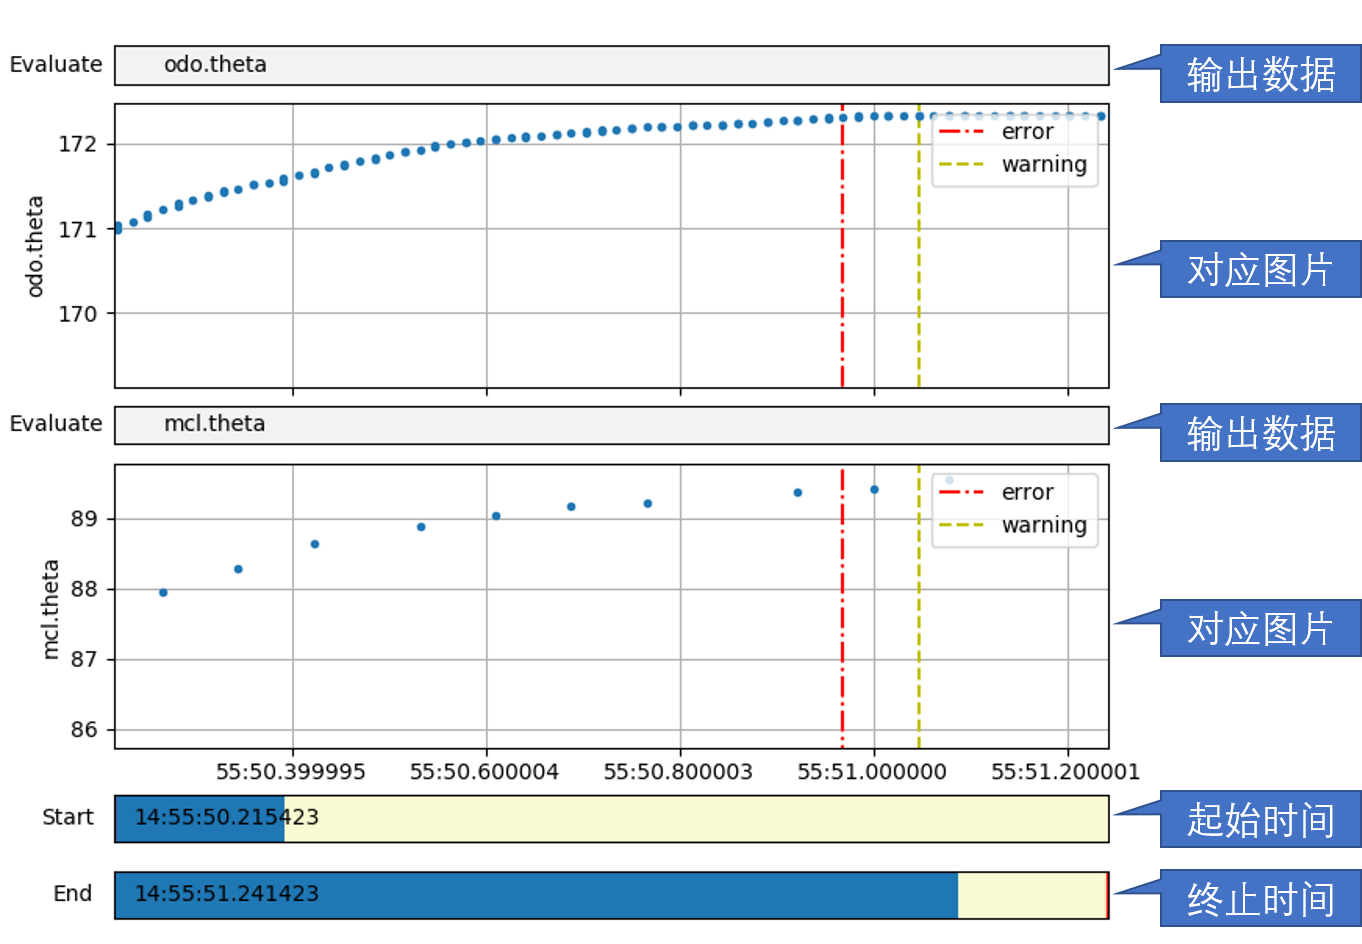 Evaluate odo.theta 输出数据
172
171
170
odo.theta
error
warning
对应图片
Evaluate mcl.theta 输出数据
89
88
87
86
mcl.theta
error
warning
对应图片
55:50.399995 55:50.600004 55:50.800003 55:51.000000 55:51.200001
Start 14:55:50.215423 起始时间
End 14:55:51.241423 终止时间